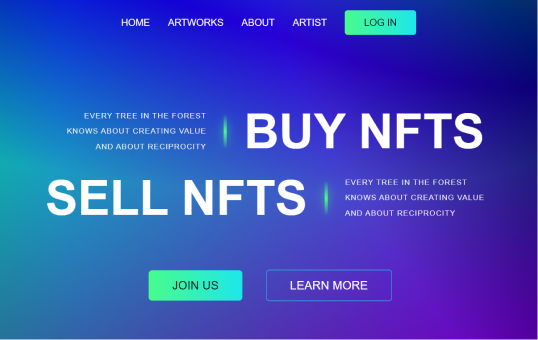 HOME ARTWORKS ABOUT ARTIST LOG IN
EVERY TREE IN THE FOREST
KNOWS ABOUT CREATING VALUE
AND ABOUT RECIPROCITY
BUY NFTS
SELL NFTS
EVERY TREE IN THE FOREST
KNOWS ABOUT CREATING VALUE
AND ABOUT RECIPROCITY
JOIN US LEARN MORE